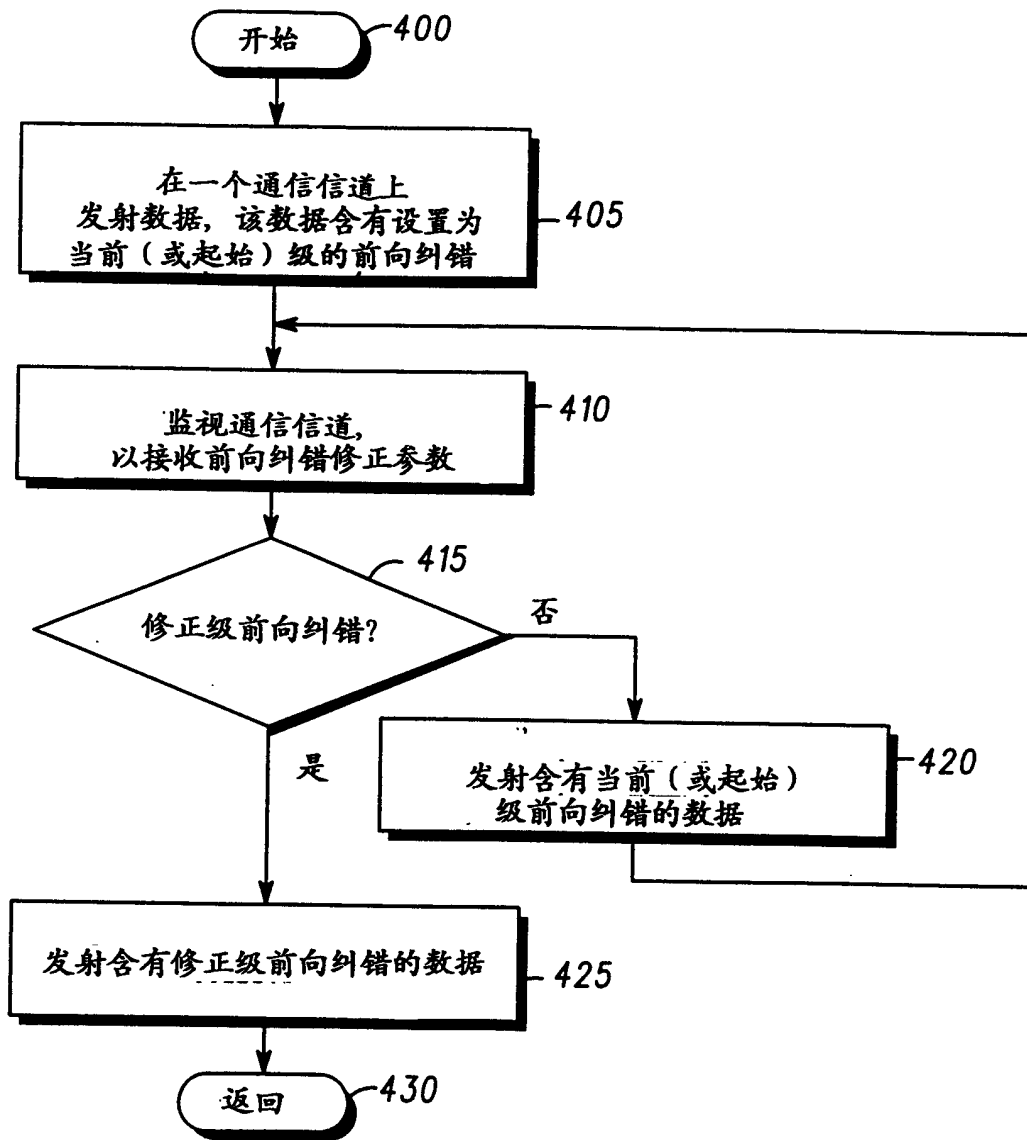 开始
400
在一个通信信道上
发射数据，该数据含有设置为
当前（或起始）级的前向纠错
405
监视通信信道，
以接收前向纠错修正参数
410
415
修正级前向纠错？
否
是
发射含有当前（或起始）
级前向纠错的数据
420
发射含有修正级前向纠错的数据
425
返回
430